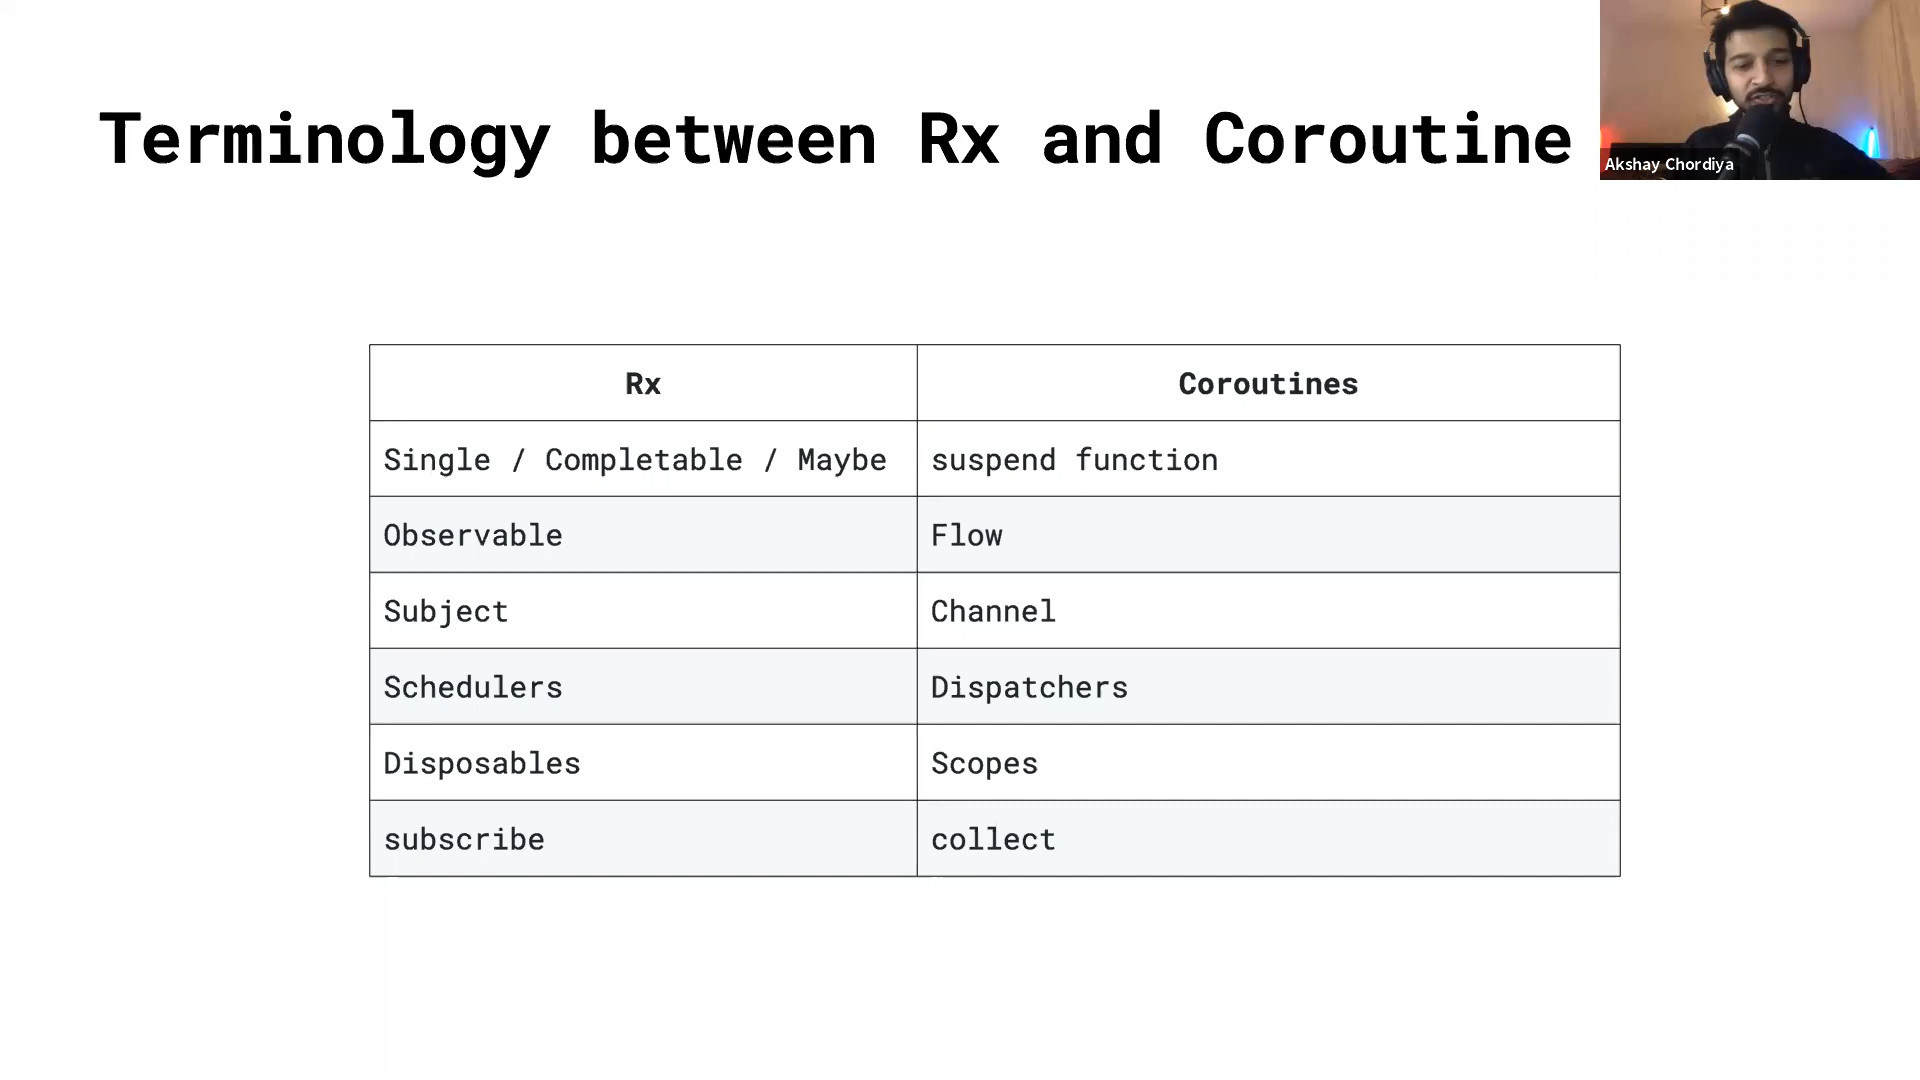 Terminology between Rx and Coroutine
Akshay Chordiya
Rx Coroutines
Single / Completable / Maybe suspend function
Observable Flow
Subject Channel
Schedulers Dispatchers
Disposables Scopes
subscribe collect